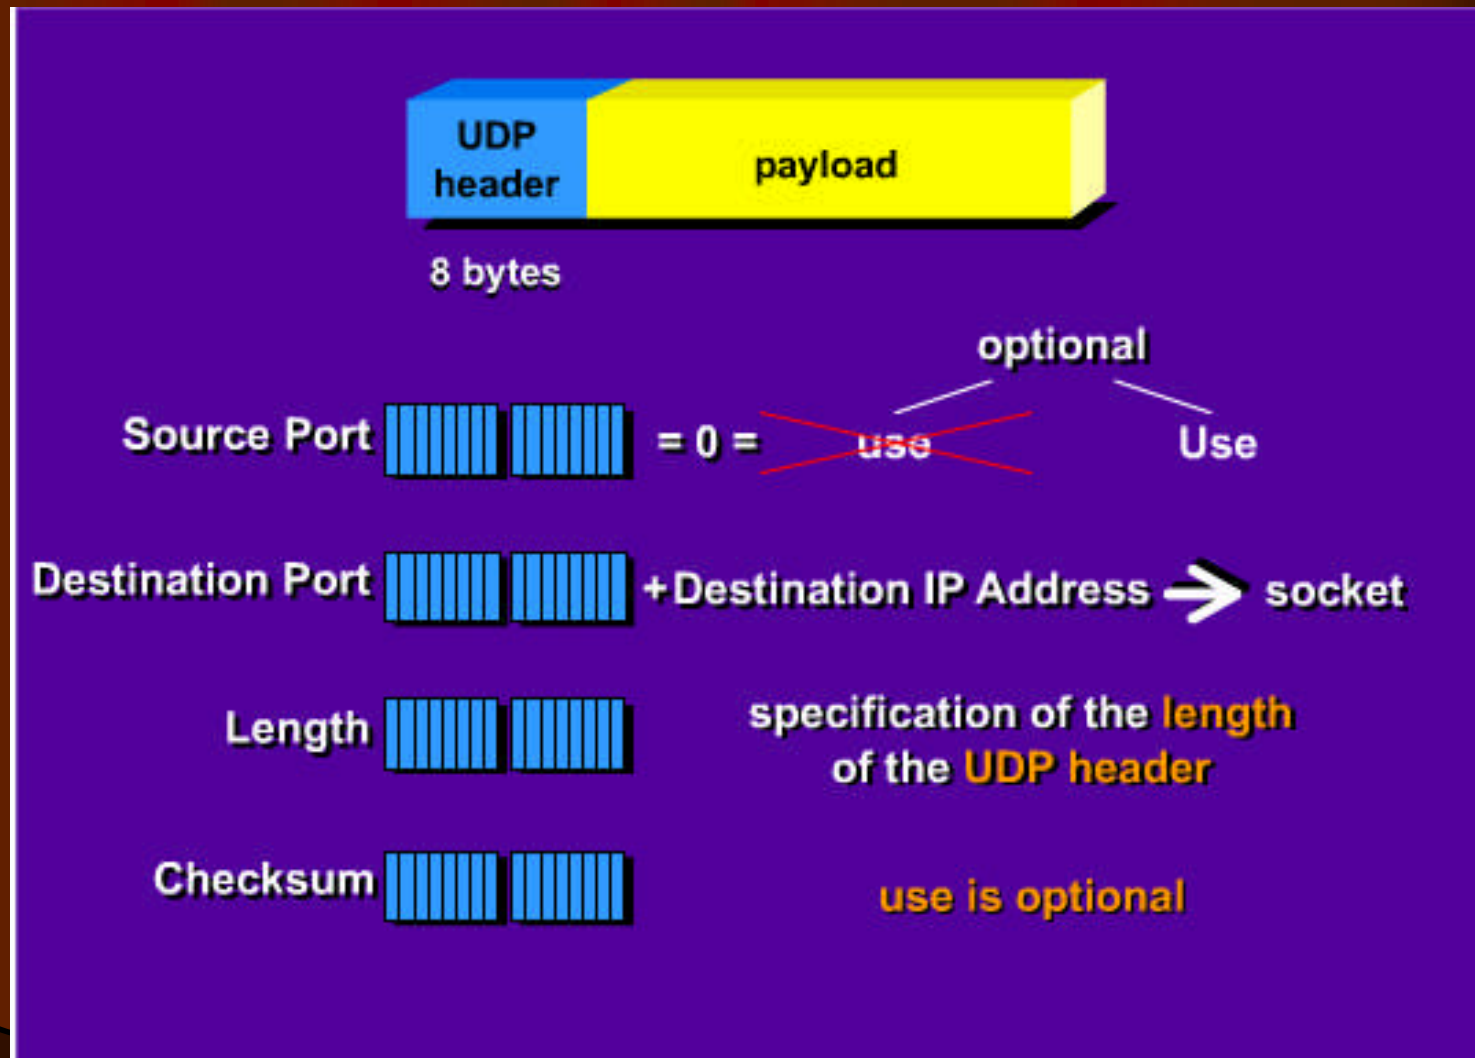 UDP
header
payload
8 bytes
optional
Source Port = 0 = use Use
Destination Port +Destination IP Address socket
Length
specification of the length
of the UDP header
Checksum
use is optional